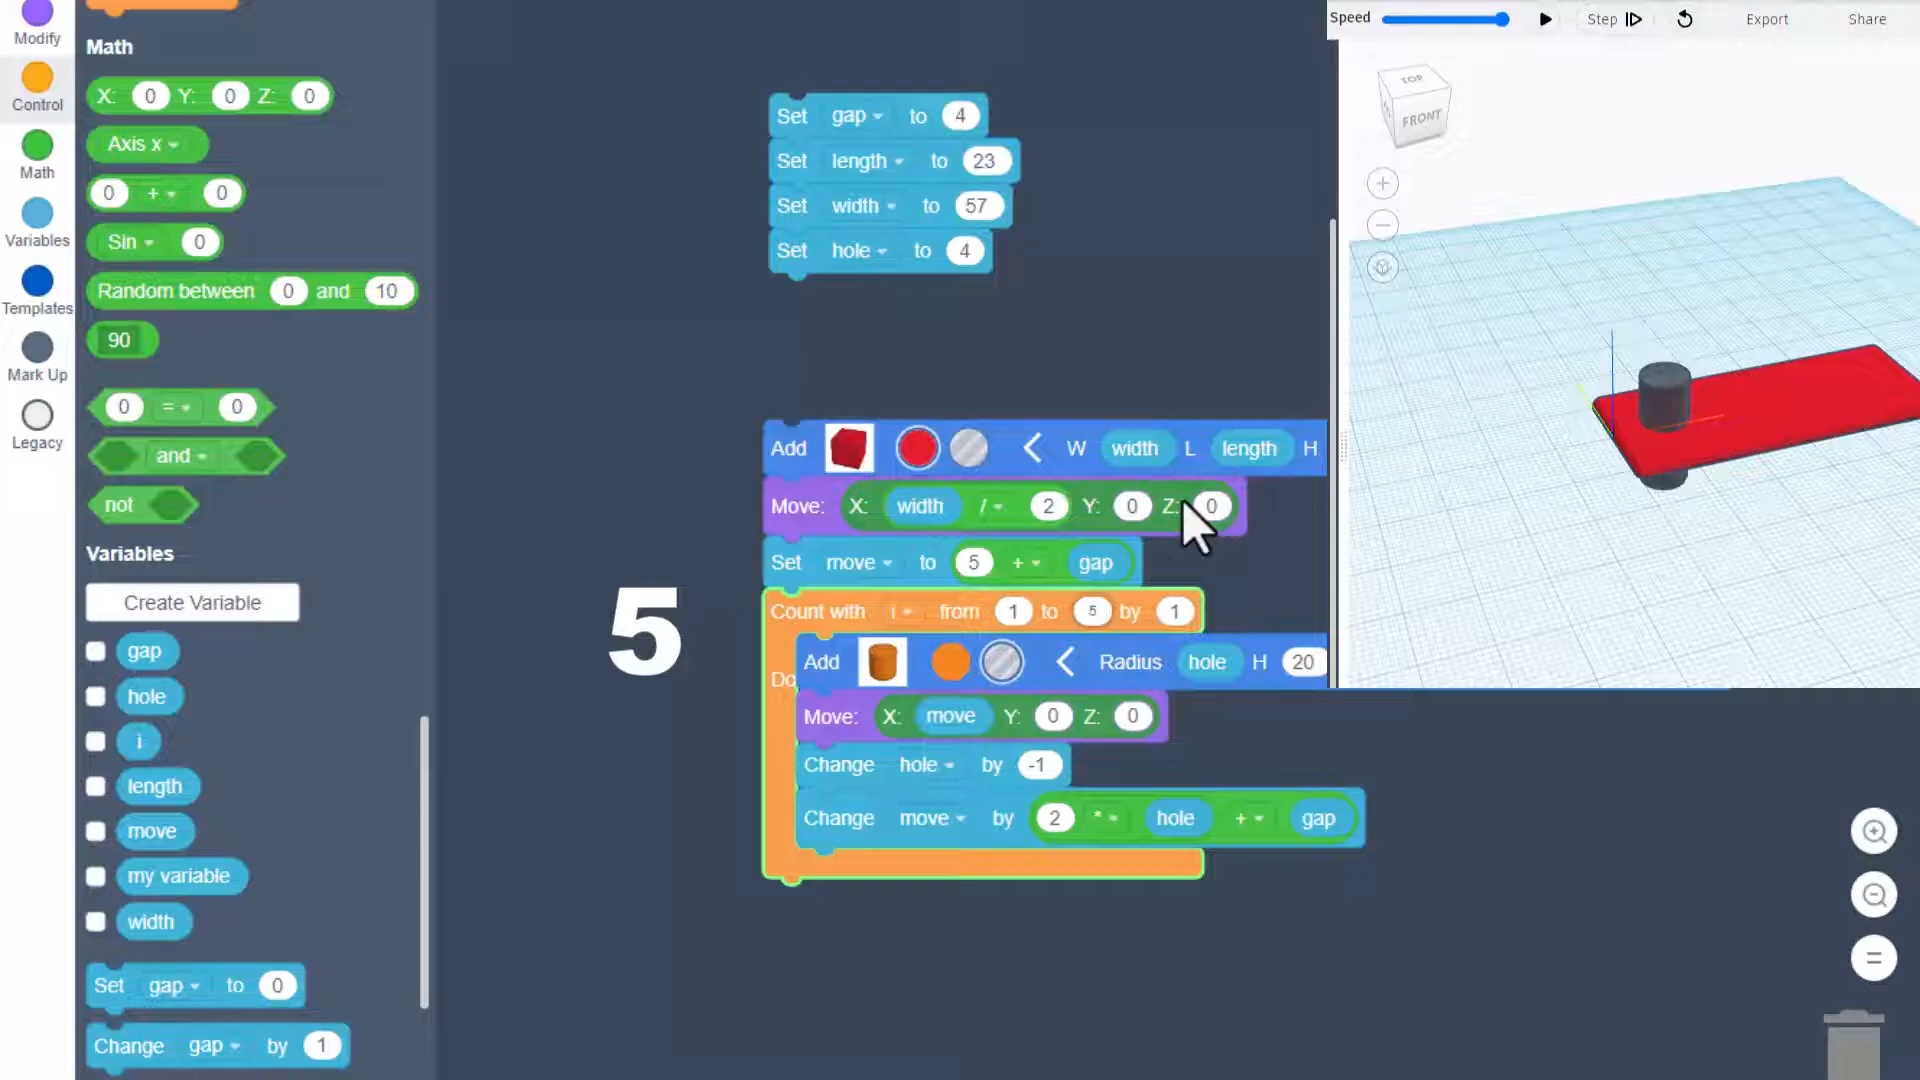 Modify
Control
Math
Variables
Templates
Mark Up
Legacy
Math
X: 0 Y: 0 Z: 0
Axis x
0 + 0
Sin 0
Random between 0 and 10
90
0 = 0
and
not
Variables
Create Variable
gap
hole
i
length
move
my variable
width
Set gap to 0
Change gap by 1
Set gap to 4
Set length to 23
Set width to 57
Set hole to 4
5
Add W width L length H
Move: X: width / 2 Y: 0 Z: 0
Set move to 5 + gap
Count with i from 1 to 5 by 1
Do
Add Radius hole H 20
Move: X: move Y: 0 Z: 0
Change hole by -1
Change move by 2 * hole + gap
Speed Step Export Share
TOP
FRONT